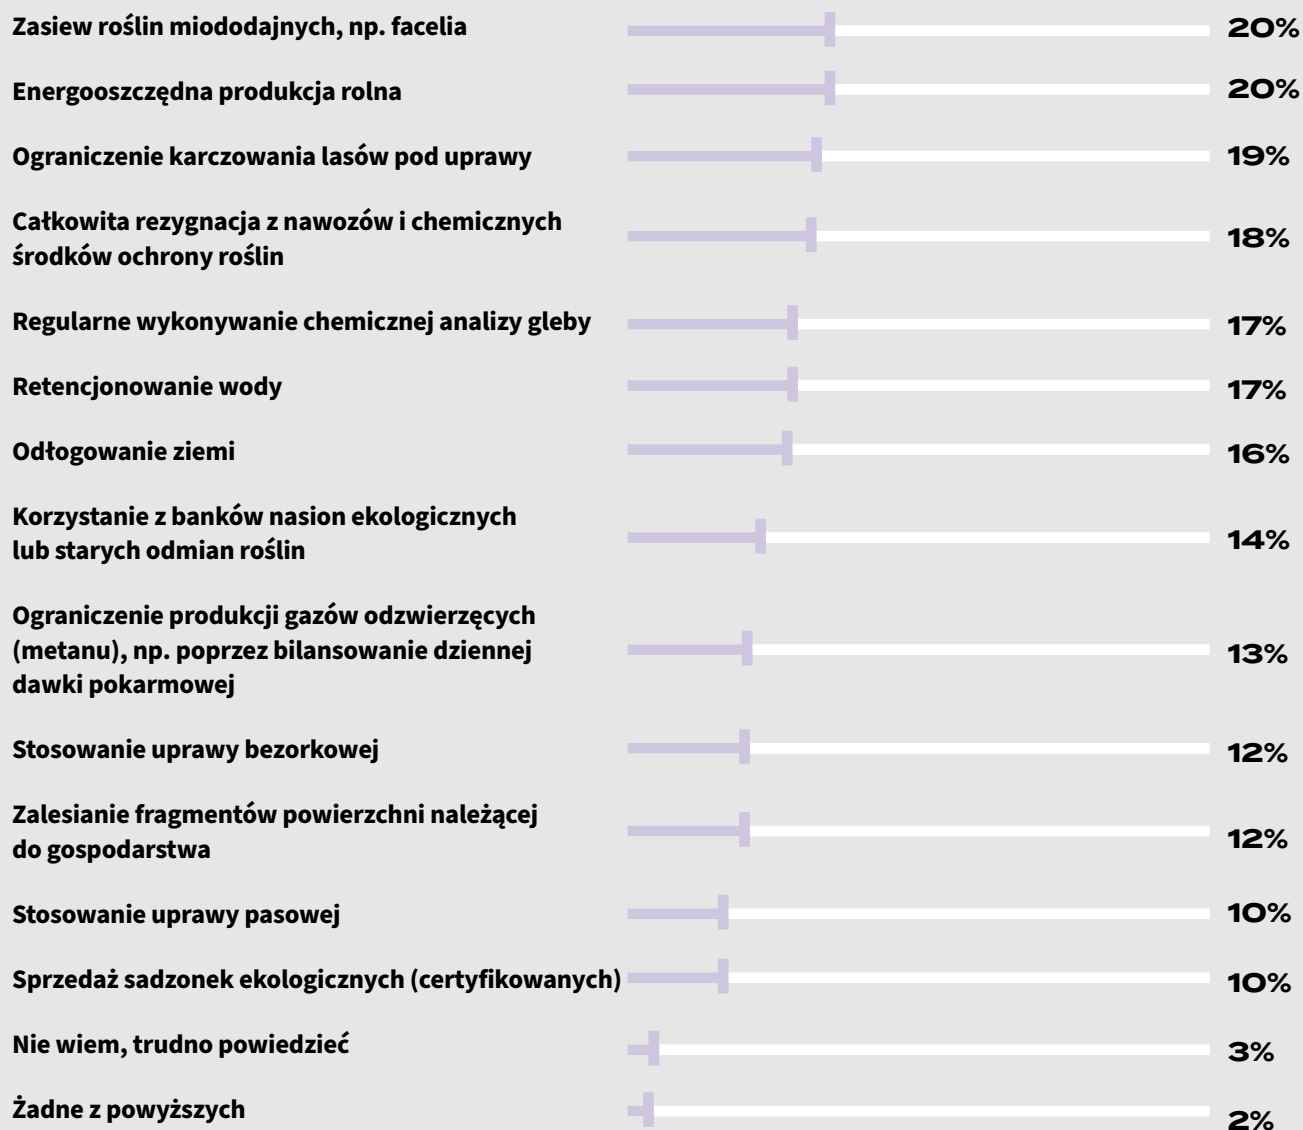 Zasiew roślin miododajnych, np. facelia 20%
Energooszczędna produkcja rolna 20%
Ograniczenie karczowania lasów pod uprawy 19%
Całkowita rezygnacja z nawozów i chemicznych
środków ochrony roślin 18%
Regularne wykonywanie chemicznej analizy gleby 17%
Retencjonowanie wody 17%
Odłogowanie ziemi 16%
Korzystanie z banków nasion ekologicznych
lub starych odmian roślin 14%
Ograniczenie produkcji gazów odzwierzęcych
(metanu), np. poprzez bilansowanie dziennej 13%
dawki pokarmowej
Stosowanie uprawy bezorkowej 12%
Zalesianie fragmentów powierzchni należącej
do gospodarstwa 12%
Stosowanie uprawy pasowej 10%
Sprzedaż sadzonek ekologicznych (certyfikowanych) 10%
Nie wiem, trudno powiedzieć 3%
Żadne z powyższych 2%